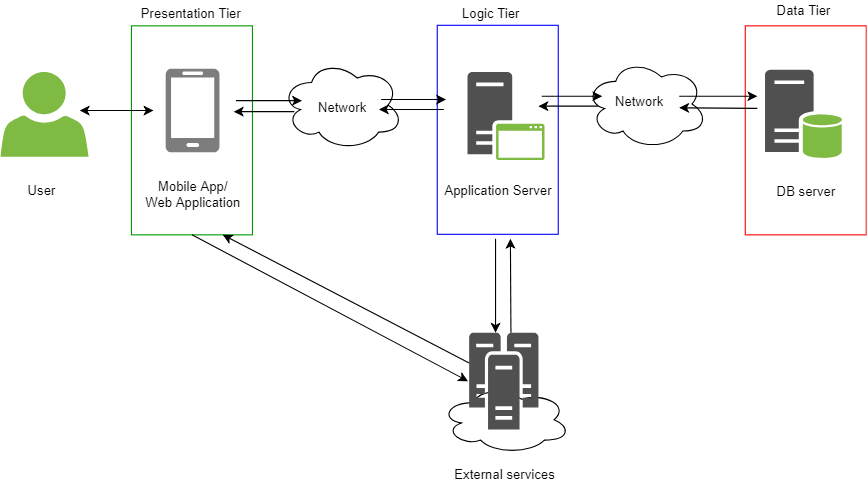 Presentation Tier
Logic Tier
Data Tier
Network
Network
User
Mobile App/
Web Application
Application Server
DB server
External services